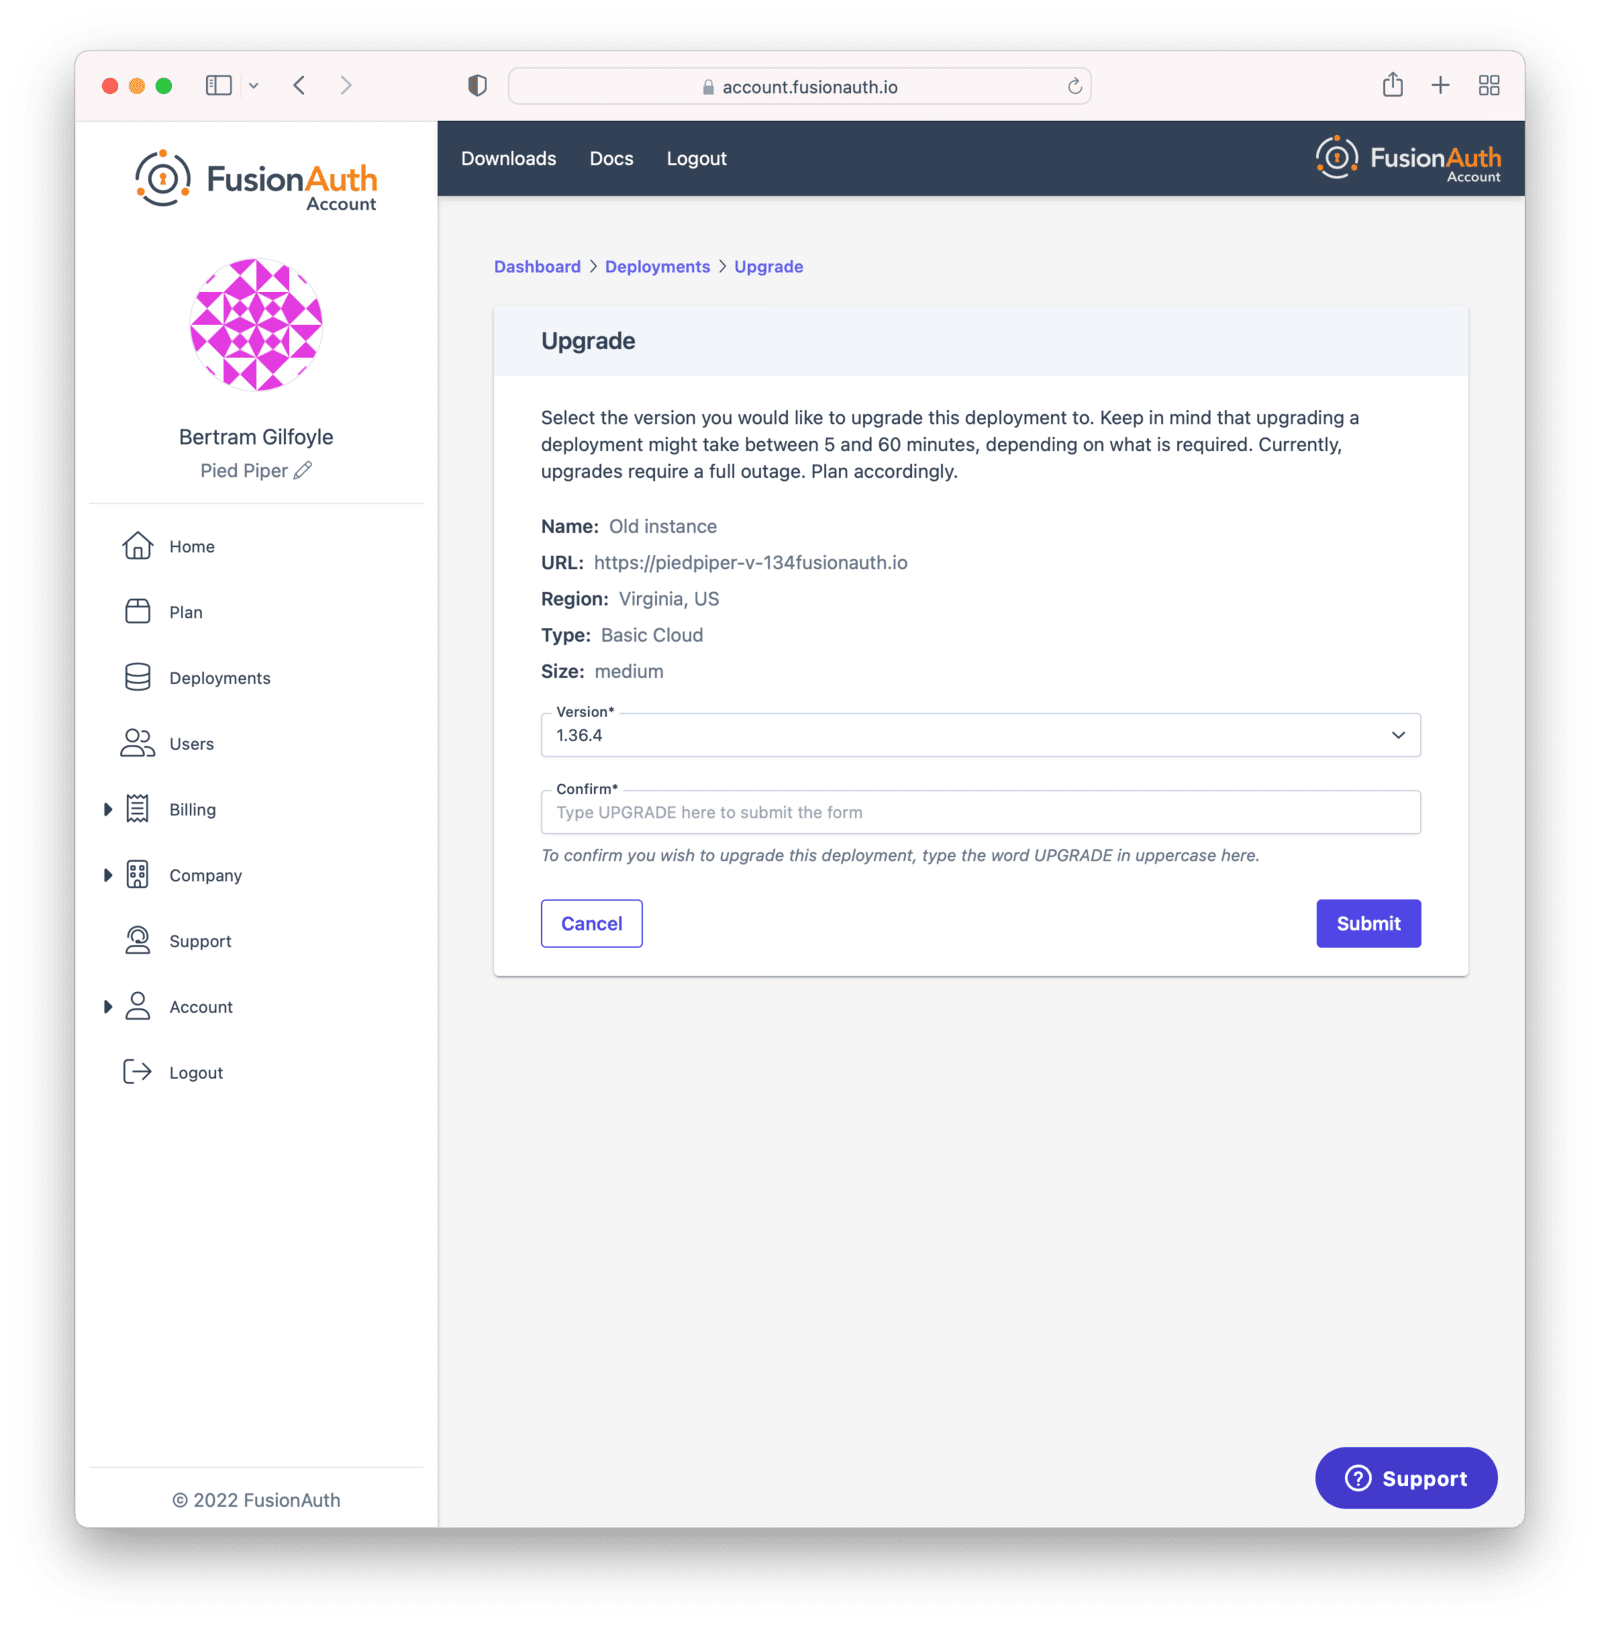 account.fusionauth.io
FusionAuth
Account
Downloads Docs Logout
FusionAuth
Account
Bertram Gilfoyle
Pied Piper
Home
Plan
Deployments
Users
Billing
Company
Support
Account
Logout
© 2022 FusionAuth
Dashboard > Deployments > Upgrade
Upgrade
Select the version you would like to upgrade this deployment to. Keep in mind that upgrading a
deployment might take between 5 and 60 minutes, depending on what is required. Currently,
upgrades require a full outage. Plan accordingly.
Name: Old instance
URL: https://piedpiper-v-134fusionauth.io
Region: Virginia, US
Type: Basic Cloud
Size: medium
Version*
1.36.4
Confirm*
Type UPGRADE here to submit the form
To confirm you wish to upgrade this deployment, type the word UPGRADE in uppercase here.
Cancel Submit
? Support